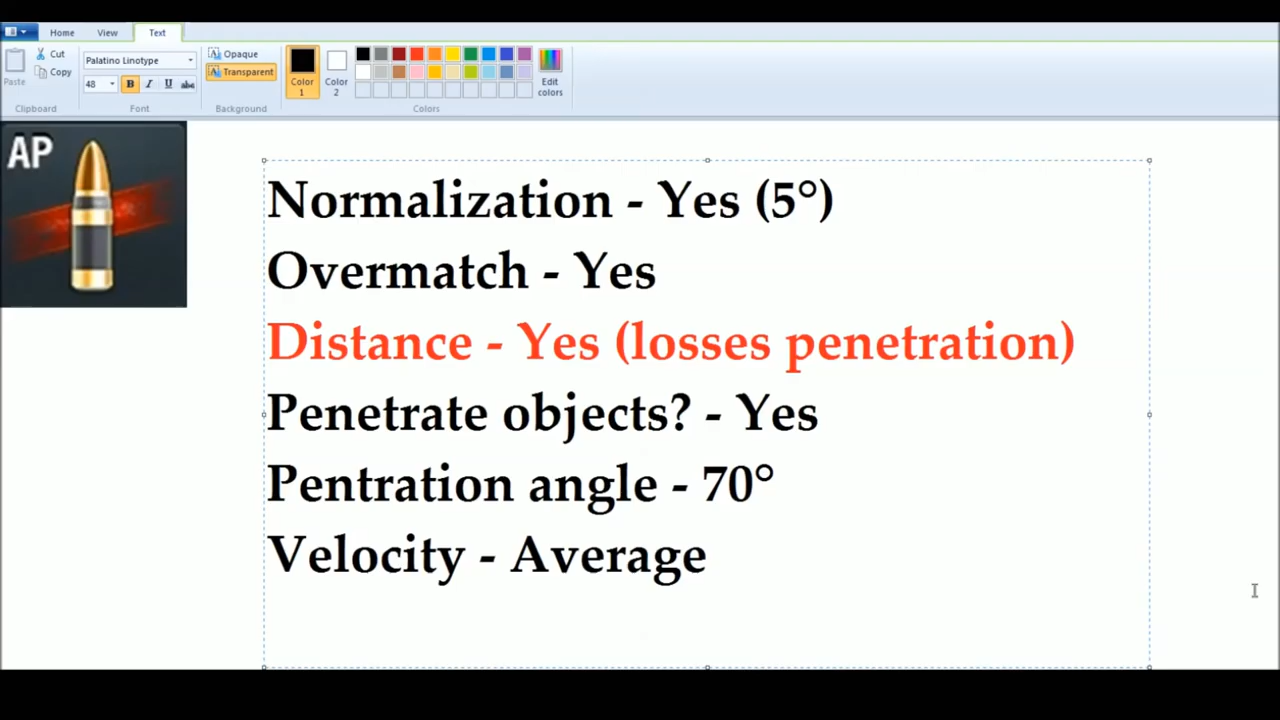 Home View Text
Cut
Copy
Paste
Clipboard
Palatino Linotype
48 B I U abc
Font
Opaque
Transparent
Background
Color 1
Color 2
Edit colors
Colors
AP
Normalization - Yes (5°)
Overmatch - Yes
Distance - Yes (losses penetration)
Penetrate objects? - Yes
Pentration angle - 70°
Velocity - Average